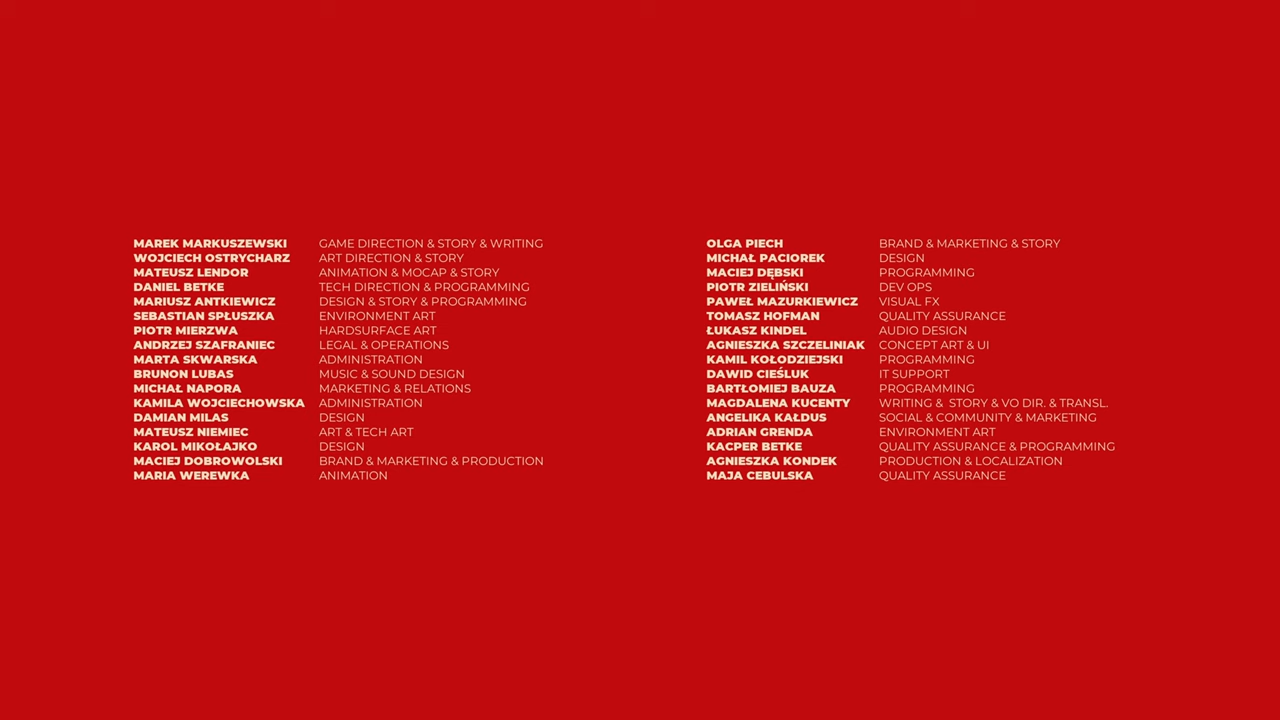 MAREK MARKUSZEWSKI GAME DIRECTION & STORY & WRITING
WOJCIECH OSTRYCHARZ ART DIRECTION & STORY
MATEUSZ LENDOR ANIMATION & MOCAP & STORY
DANIEL BETKE TECH DIRECTION & PROGRAMMING
MARIUSZ ANTKIEWICZ DESIGN & STORY & PROGRAMMING
SEBASTIAN SPŁUSZKA ENVIRONMENT ART
PIOTR MIERZWA HARDSURFACE ART
ANDRZEJ SZAFRANIEC LEGAL & OPERATIONS
MARTA SKWARSKA ADMINISTRATION
BRUNON LUBAS MUSIC & SOUND DESIGN
MICHAŁ NAPORA MARKETING & RELATIONS
KAMILA WOJCIECHOWSKA ADMINISTRATION
DAMIAN MILAS DESIGN
MATEUSZ NIEMIEC ART & TECH ART
KAROL MIKOŁAJKO DESIGN
MACIEJ DOBROWOLSKI BRAND & MARKETING & PRODUCTION
MARIA WEREWKA ANIMATION
OLGA PIECH BRAND & MARKETING & STORY
MICHAŁ PACIOREK DESIGN
MACIEJ DĘBSKI PROGRAMMING
PIOTR ZIELIŃSKI DEV OPS
PAWEŁ MAZURKIEWICZ VISUAL FX
TOMASZ HOFMAN QUALITY ASSURANCE
ŁUKASZ KINDEL AUDIO DESIGN
AGNIESZKA SZCZELINIAK CONCEPT ART & UI
KAMIL KOŁODZIEJSKI PROGRAMMING
DAWID CIEŚLUK IT SUPPORT
BARTŁOMIEJ BAUZA PROGRAMMING
MAGDALENA KUCENTY WRITING & STORY & VO DIR. & TRANSL.
ANGELIKA KAŁDUS SOCIAL & COMMUNITY & MARKETING
ADRIAN GRENDA ENVIRONMENT ART
KACPER BETKE QUALITY ASSURANCE & PROGRAMMING
AGNIESZKA KONDEK PRODUCTION & LOCALIZATION
MAJA CEBULSKA QUALITY ASSURANCE